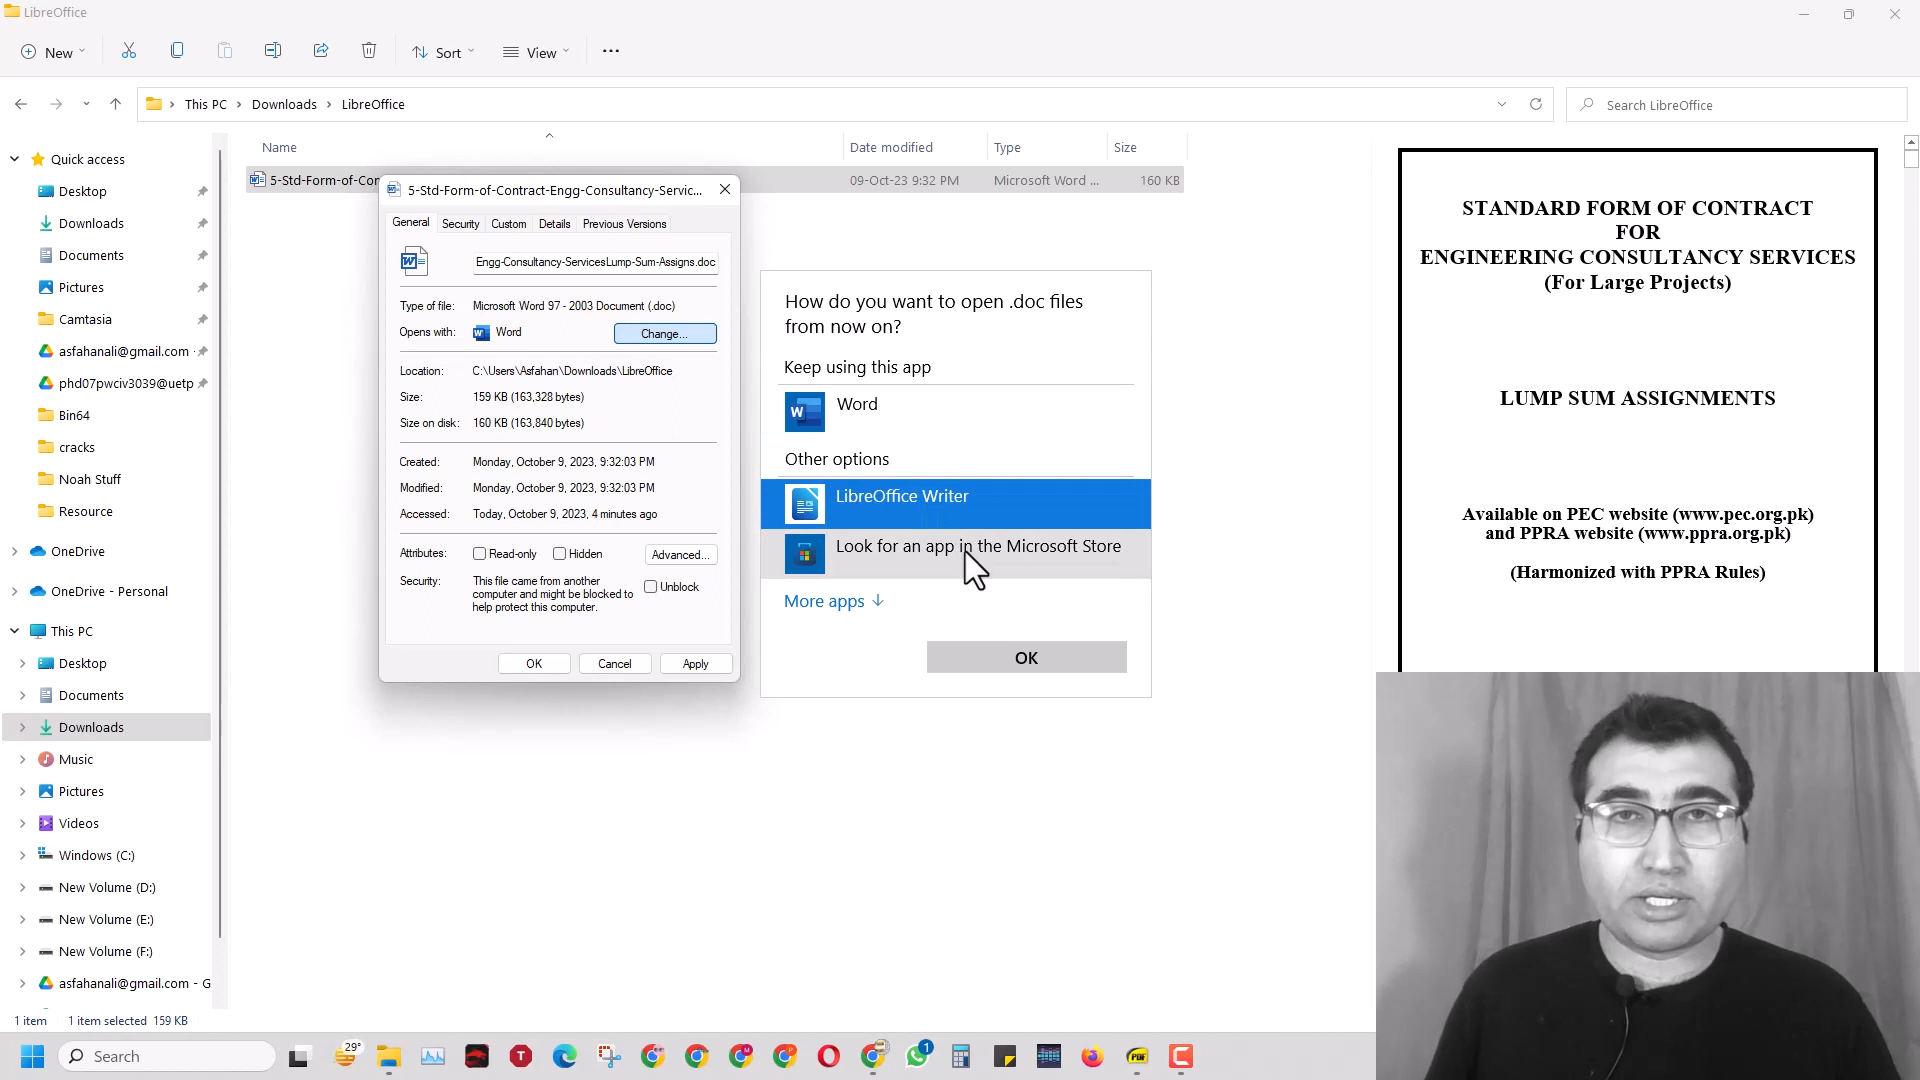 LibreOffice
New
Sort
View
This PC
Downloads
LibreOffice
Search LibreOffice
Name
Date modified
Type
Size
5-Std-Form-of-Cor
09-Oct-23 9:32 PM
Microsoft Word ...
160 KB
Quick access
Desktop
Downloads
Documents
Pictures
Camtasia
asfahanali@gmail.com
phd07pwciv3039@uetp
Bin64
cracks
Noah Stuff
Resource
OneDrive
OneDrive - Personal
This PC
Desktop
Documents
Downloads
Music
Pictures
Videos
Windows (C:)
New Volume (D:)
New Volume (E:)
New Volume (F:)
asfahanali@gmail.com - G
1 item
1 item selected 159 KB
5-Std-Form-of-Contract-Engg-Consultancy-Servic...
General
Security
Custom
Details
Previous Versions
Engg-Consultancy-ServicesLump-Sum-Assigns.doc
Type of file: Microsoft Word 97 - 2003 Document (.doc)
Opens with: Word
Change...
Location: C:\Users\Asfahan\Downloads\LibreOffice
Size: 159 KB (163,328 bytes)
Size on disk: 160 KB (163,840 bytes)
Created: Monday, October 9, 2023, 9:32:03 PM
Modified: Monday, October 9, 2023, 9:32:03 PM
Accessed: Today, October 9, 2023, 4 minutes ago
Attributes: Read-only Hidden
Advanced...
Security: This file came from another
computer and might be blocked to
help protect this computer.
Unblock
OK
Cancel
Apply
How do you want to open .doc files
from now on?
Keep using this app
Word
Other options
LibreOffice Writer
Look for an app in the Microsoft Store
More apps
OK
STANDARD FORM OF CONTRACT
FOR
ENGINEERING CONSULTANCY SERVICES
(For Large Projects)
LUMP SUM ASSIGNMENTS
Available on PEC website (www.pec.org.pk)
and PPRA website (www.ppra.org.pk)
(Harmonized with PPRA Rules)
Search
29°
1